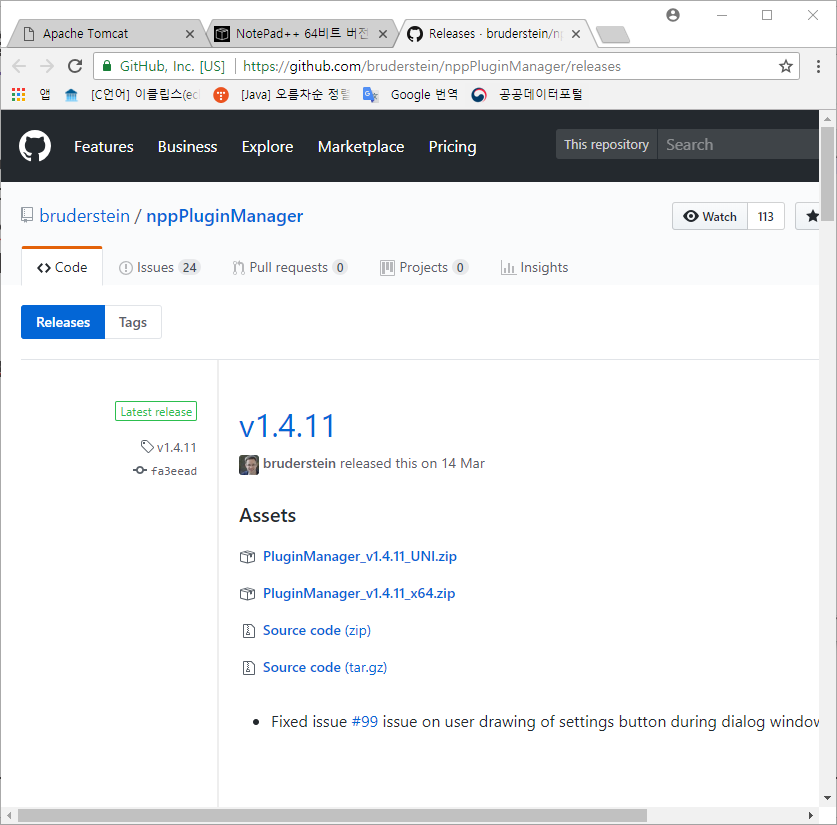 Apache Tomcat
NotePad++ 64비트 버전
Releases · bruderstein/n
GitHub, Inc. [US] https://github.com/bruderstein/nppPluginManager/releases
앱 [C언어] 이클립스(ec [Java] 오름차순 정렬 Google 번역 공공데이터포털
Features Business Explore Marketplace Pricing This repository Search
bruderstein / nppPluginManager Watch 113
Code Issues 24 Pull requests 0 Projects 0 Insights
Releases Tags
Latest release
v1.4.11
fa3eead
v1.4.11
bruderstein released this on 14 Mar
Assets
PluginManager_v1.4.11_UNI.zip
PluginManager_v1.4.11_x64.zip
Source code (zip)
Source code (tar.gz)
Fixed issue #99 issue on user drawing of settings button during dialog window